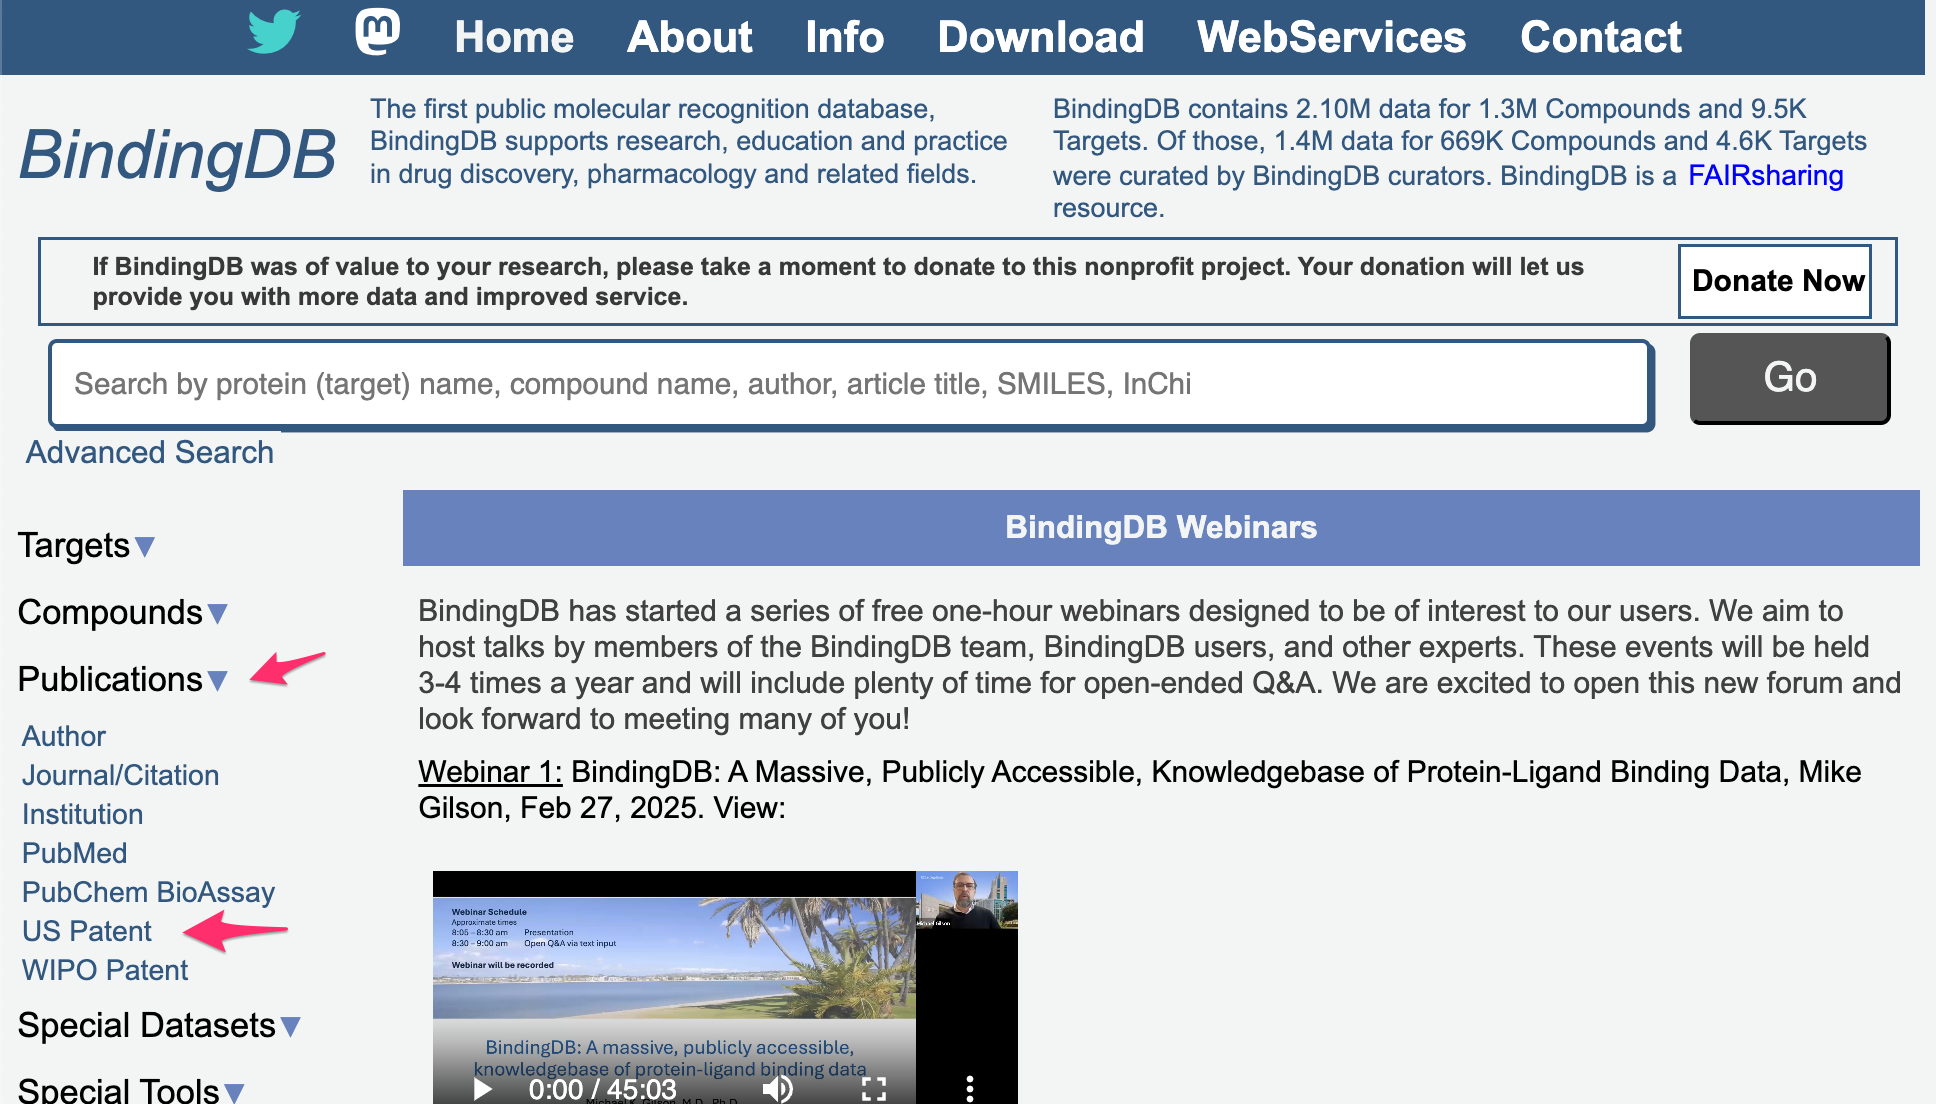 Home About Info Download WebServices Contact
BindingDB
The first public molecular recognition database,
BindingDB supports research, education and practice
in drug discovery, pharmacology and related fields.
BindingDB contains 2.10M data for 1.3M Compounds and 9.5K
Targets. Of those, 1.4M data for 669K Compounds and 4.6K Targets
were curated by BindingDB curators. BindingDB is a FAIRsharing
resource.
If BindingDB was of value to your research, please take a moment to donate to this nonprofit project. Your donation will let us
provide you with more data and improved service.
Donate Now
Search by protein (target) name, compound name, author, article title, SMILES, InChi
Go
Advanced Search
Targets▼
Compounds▼
Publications▼
Author
Journal/Citation
Institution
PubMed
PubChem BioAssay
US Patent
WIPO Patent
Special Datasets▼
Special Tools▼
BindingDB Webinars
BindingDB has started a series of free one-hour webinars designed to be of interest to our users. We aim to
host talks by members of the BindingDB team, BindingDB users, and other experts. These events will be held
3-4 times a year and will include plenty of time for open-ended Q&A. We are excited to open this new forum and
look forward to meeting many of you!
Webinar 1: BindingDB: A Massive, Publicly Accessible, Knowledgebase of Protein-Ligand Binding Data, Mike
Gilson, Feb 27, 2025. View:
Webinar Schedule
Approximate times
8:05 – 8:30 am Presentation
8:30 – 9:00 am Open Q&A via text input
Webinar will be recorded
Michael Gilson
BindingDB: A massive, publicly accessible,
knowledgebase of protein-ligand binding data
0:00 / 45:03
Michael K. Gilson, M.D., Ph.D.